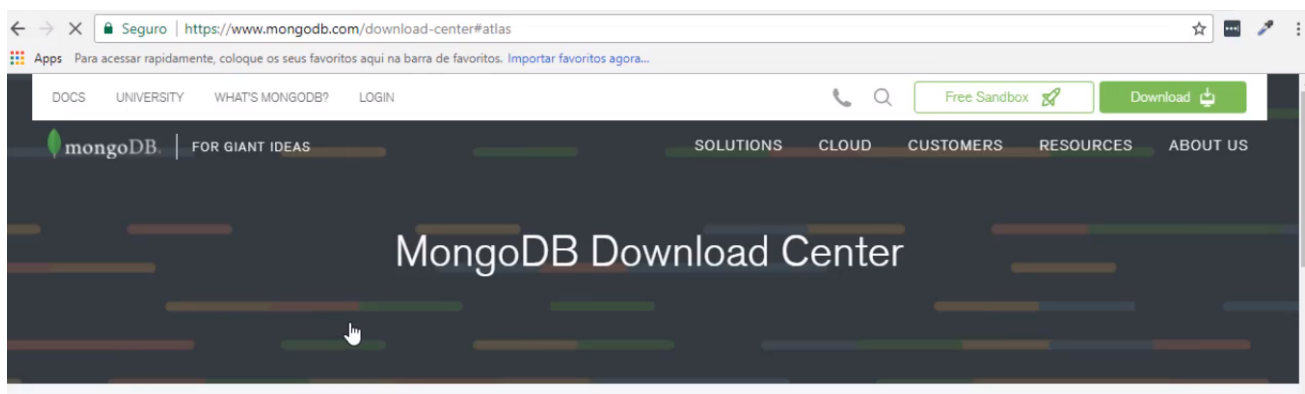 Seguro | https://www.mongodb.com/download-center#atlas
Apps Para acessar rapidamente, coloque os seus favoritos aqui na barra de favoritos. Importar favoritos agora...
DOCS UNIVERSITY WHAT'S MONGODB? LOGIN Free Sandbox Download
mongoDB. FOR GIANT IDEAS SOLUTIONS CLOUD CUSTOMERS RESOURCES ABOUT US
MongoDB Download Center